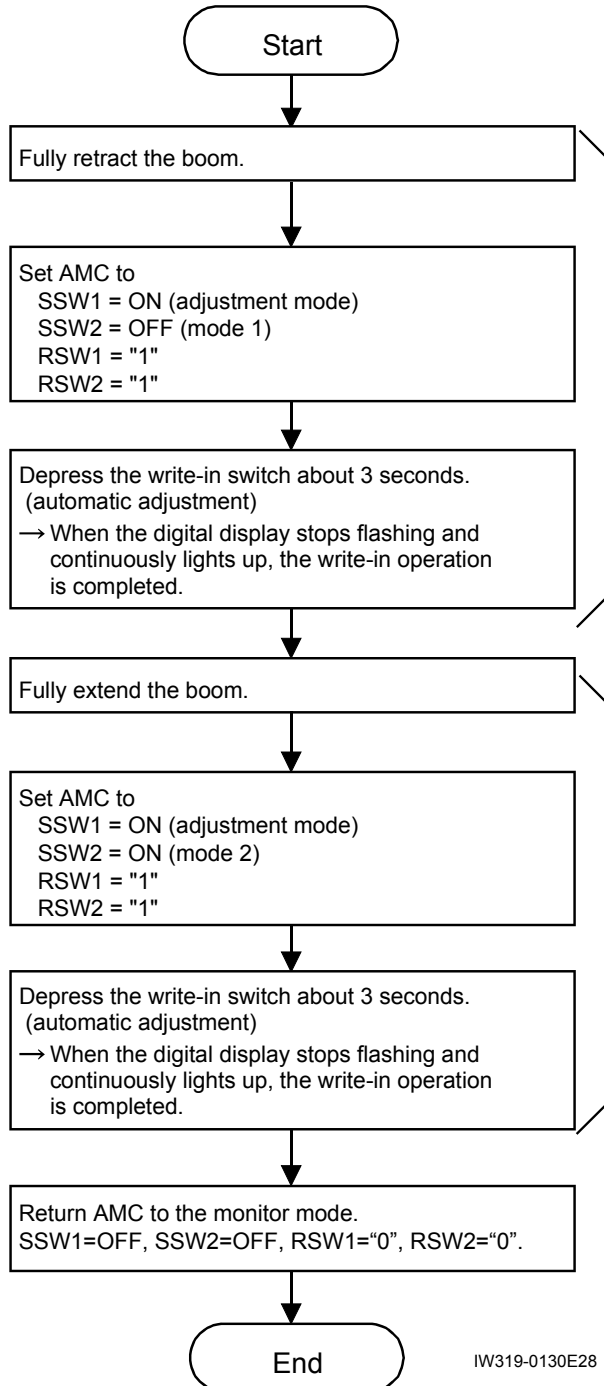 Start
Fully retract the boom.
Set AMC to
SSW1 = ON (adjustment mode)
SSW2 = OFF (mode 1)
RSW1 = "1"
RSW2 = "1"
Depress the write-in switch about 3 seconds.
(automatic adjustment)
→ When the digital display stops flashing and
continuously lights up, the write-in operation
is completed.
Fully extend the boom.
Set AMC to
SSW1 = ON (adjustment mode)
SSW2 = ON (mode 2)
RSW1 = "1"
RSW2 = "1"
Depress the write-in switch about 3 seconds.
(automatic adjustment)
→ When the digital display stops flashing and
continuously lights up, the write-in operation
is completed.
Return AMC to the monitor mode.
SSW1=OFF, SSW2=OFF, RSW1=“0”, RSW2=“0”.
End
IW319-0130E28